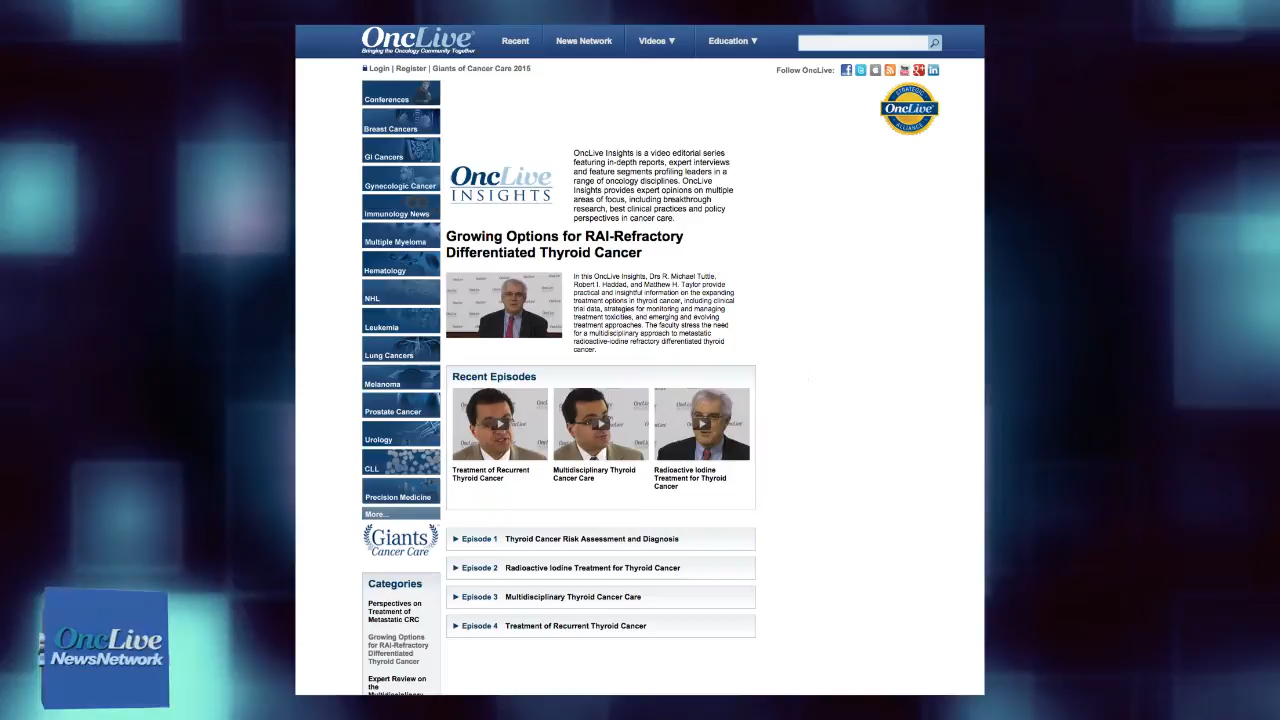 OncLive
Bringing the Oncology Community Together
Recent
News Network
Videos ▼
Education ▼
Login | Register | Giants of Cancer Care 2015
Follow OncLive:
STRATEGIC
OncLive
ALLIANCE
Conferences
Breast Cancers
GI Cancers
Gynecologic Cancer
Immunology News
Multiple Myeloma
Hematology
NHL
Leukemia
Lung Cancers
Melanoma
Prostate Cancer
Urology
CLL
Precision Medicine
More...
Giants
Cancer Care
Categories
Perspectives on
Treatment of
Metastatic CRC
Growing Options
for RAI-Refractory
Differentiated
Thyroid Cancer
Expert Review on
the
Multidisciplinary
OncLive
INSIGHTS
OncLive Insights is a video editorial series
featuring in-depth reports, expert interviews
and feature segments profiling leaders in a
range of oncology disciplines. OncLive
Insights provides expert opinions on multiple
areas of focus, including breakthrough
research, best clinical practices and policy
perspectives in cancer care.
Growing Options for RAI-Refractory
Differentiated Thyroid Cancer
In this OncLive Insights, Drs R. Michael Tuttle,
Robert I. Haddad, and Matthew H. Taylor provide
practical and insightful information on the expanding
treatment options in thyroid cancer, including clinical
trial data, strategies for monitoring and managing
treatment toxicities, and emerging and evolving
treatment approaches. The faculty stress the need
for a multidisciplinary approach to metastatic
radioactive-iodine refractory differentiated thyroid
cancer.
Recent Episodes
Treatment of Recurrent
Thyroid Cancer
Multidisciplinary Thyroid
Cancer Care
Radioactive Iodine
Treatment for Thyroid
Cancer
Episode 1 Thyroid Cancer Risk Assessment and Diagnosis
Episode 2 Radioactive Iodine Treatment for Thyroid Cancer
Episode 3 Multidisciplinary Thyroid Cancer Care
Episode 4 Treatment of Recurrent Thyroid Cancer
OncLive
NewsNetwork